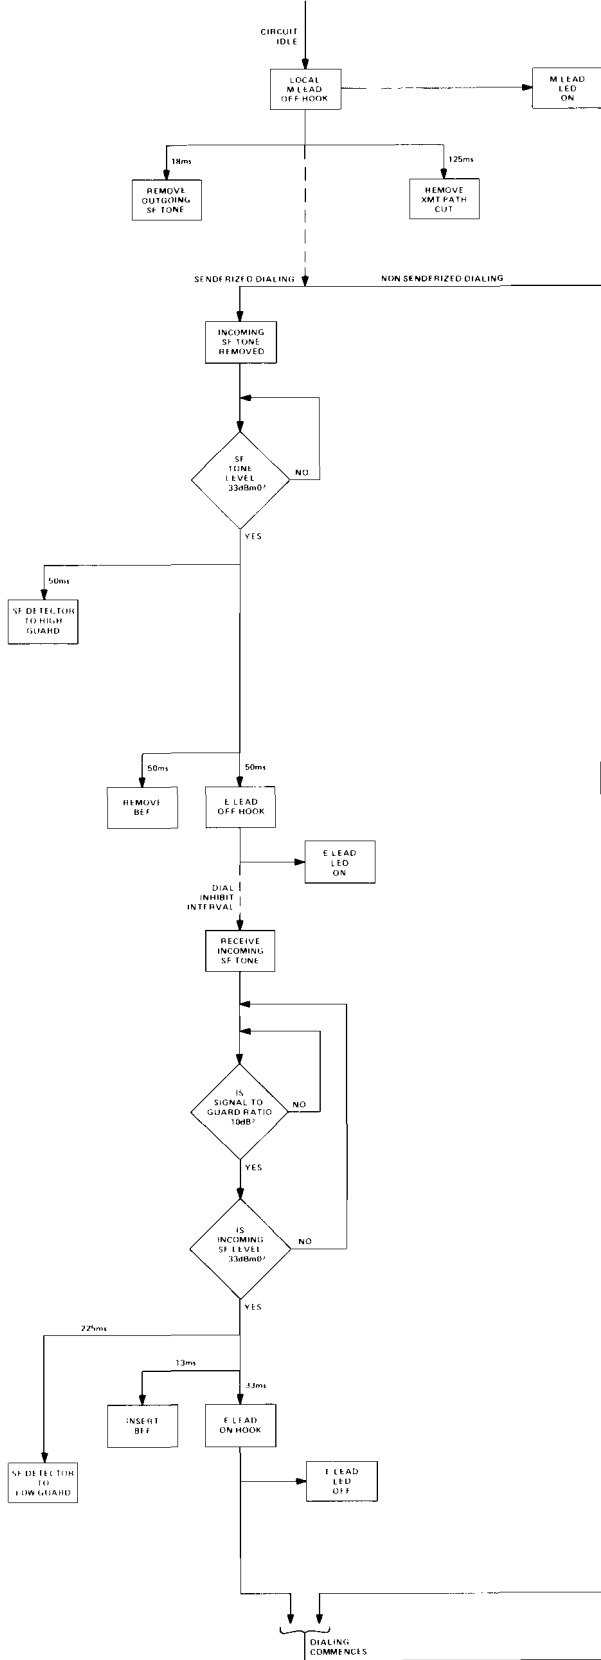 CIRCUIT
IDLE
LOCAL
M LEAD
OFF HOOK
M LEAD
LED
ON
18ms
125ms
REMOVE
OUTGOING
SF TONE
REMOVE
XMT PATH
CUT
SENDERIZED DIALING
NON SENDERIZED DIALING
INCOMING
SF TONE
REMOVED
SF
TONE
LEVEL
33dBm0?
NO
YES
50ms
SF DETECTOR
TO HIGH
GUARD
50ms
50ms
REMOVE
BEF
E LEAD
OFF HOOK
E LEAD
LED
ON
DIAL
INHIBIT
INTERVAL
RECEIVE
INCOMING
SF TONE
IS
SIGNAL TO
GUARD RATIO
10dB?
NO
YES
IS
INCOMING
SF LEVEL
33dBm0?
NO
YES
225ms
13ms
33ms
INSERT
BEF
E LEAD
ON HOOK
SF DETECTOR
TO
LOW GUARD
E LEAD
LED
OFF
DIALING
COMMENCES